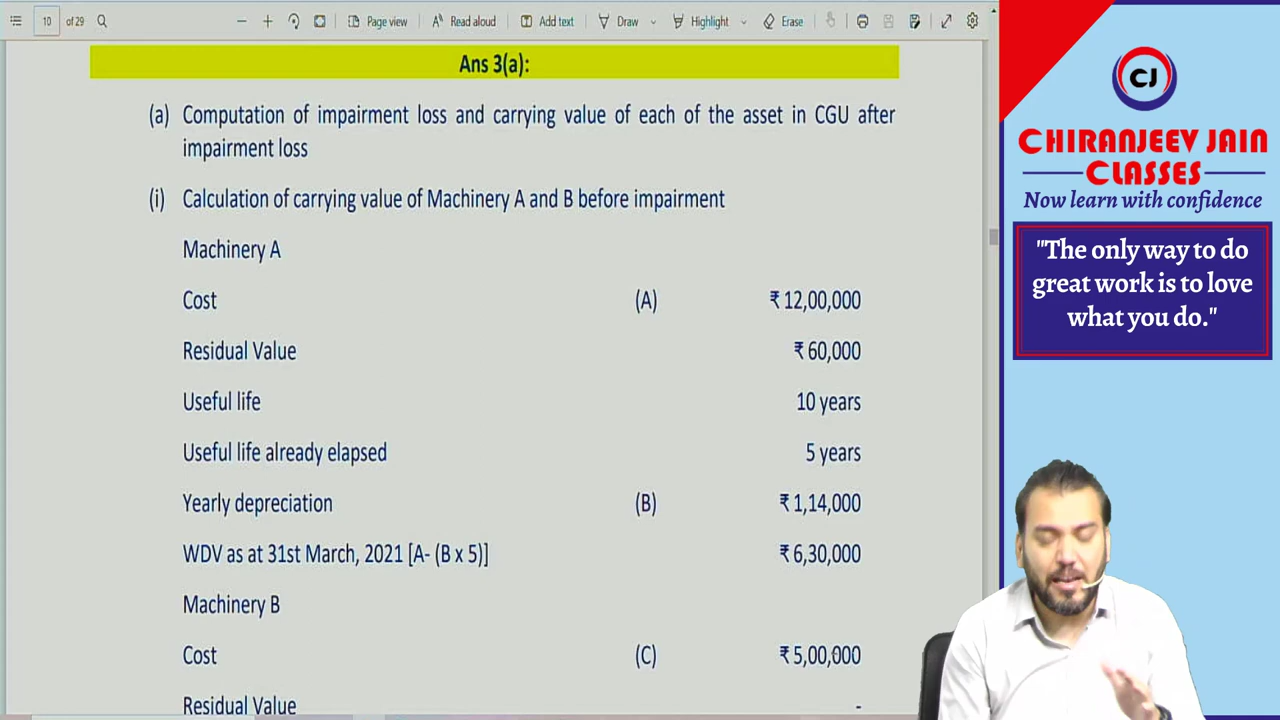 10 of 29
Page view
Read aloud
Add text
Draw
Highlight
Erase
Ans 3(a):
(a) Computation of impairment loss and carrying value of each of the asset in CGU after
impairment loss
(i) Calculation of carrying value of Machinery A and B before impairment
Machinery A
Cost (A) ₹ 12,00,000
Residual Value ₹ 60,000
Useful life 10 years
Useful life already elapsed 5 years
Yearly depreciation (B) ₹ 1,14,000
WDV as at 31st March, 2021 [A- (B x 5)] ₹ 6,30,000
Machinery B
Cost (C) ₹ 5,00,000
Residual Value -
CJ
CHIRANJEEV JAIN
CLASSES
Now learn with confidence
"The only way to do
great work is to love
what you do."